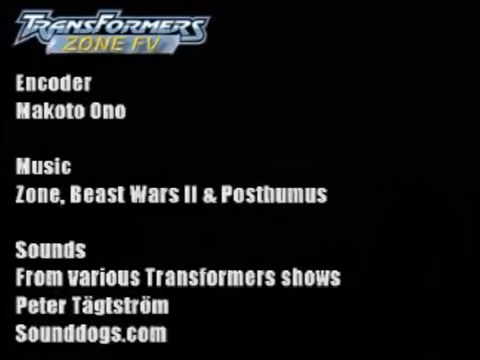 TRANSFORMERS
ZONE FV
Encoder
Makoto Ono
Music
Zone, Beast Wars II & Posthumus
Sounds
From various Transformers shows
Peter Tägtström
Sounddogs.com